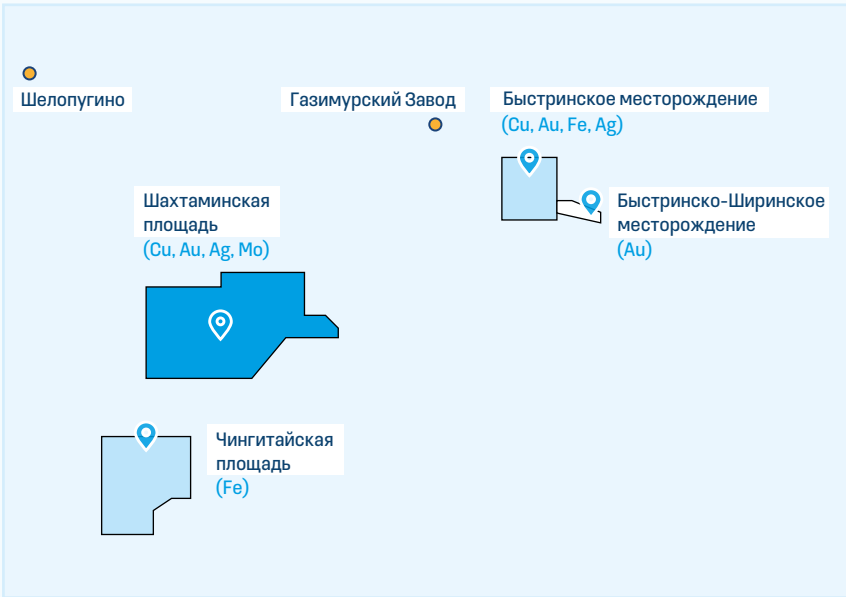 Шелопугино
Газимурский Завод
Быстринское месторождение
(Cu, Au, Fe, Ag)
Шахтаминская
площадь
(Cu, Au, Ag, Mo)
Быстринско-Ширинское
месторождение
(Au)
Чингитайская
площадь
(Fe)